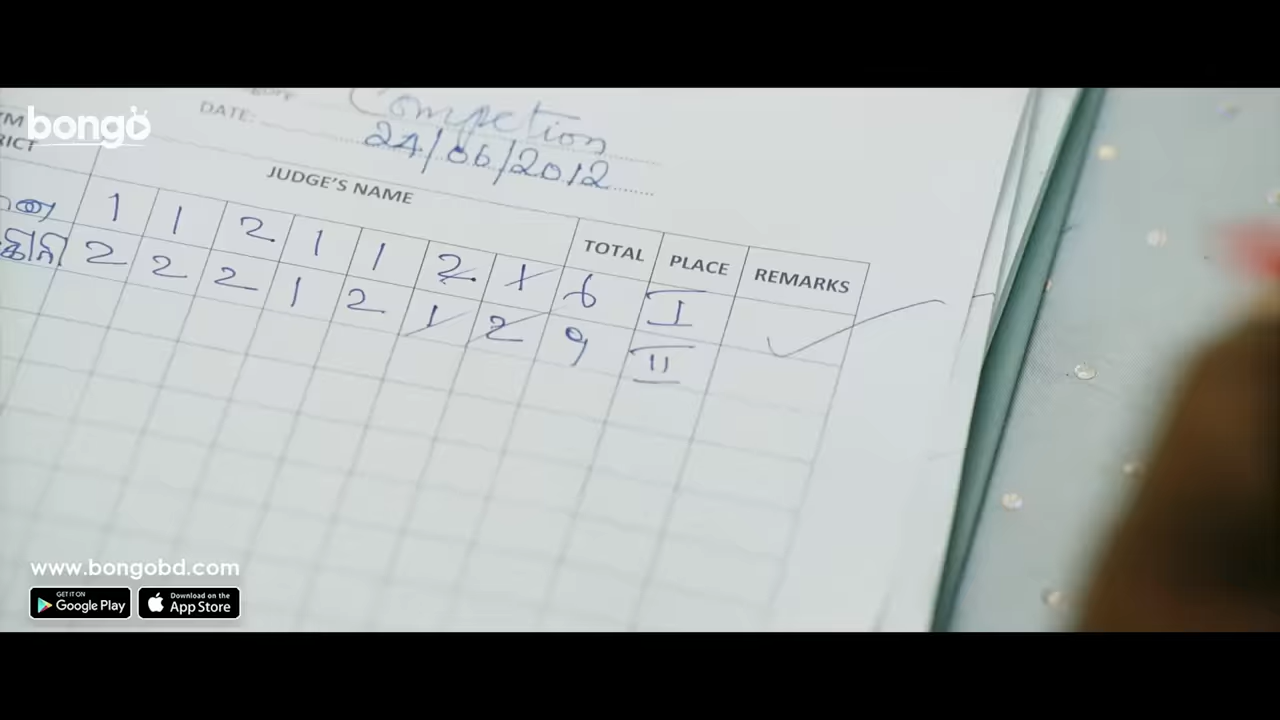 bongo
Competion
DATE: 24/06/2012
JUDGE'S NAME
TOTAL PLACE REMARKS
1 1 2 1 1 2 1 6 I
2 2 2 1 2 1 2 9 II
www.bongobd.com
GET IT ON Google Play
Download on the App Store